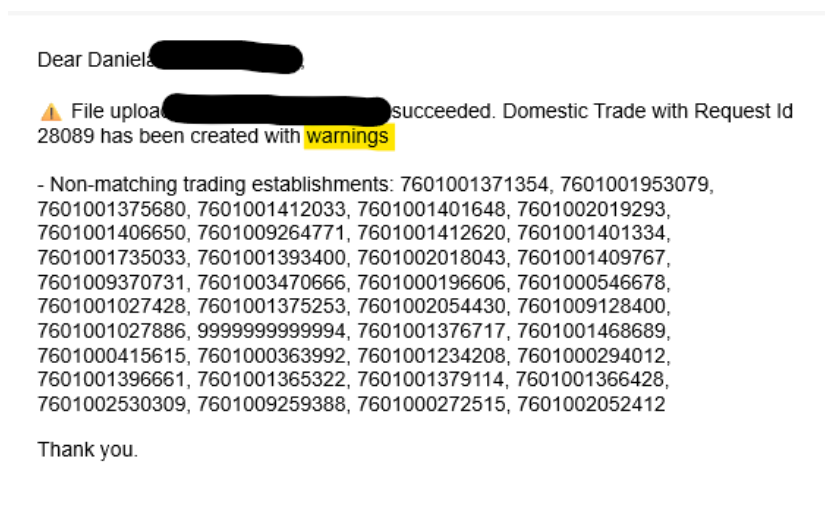 Dear Daniela
⚠ File upload succeeded. Domestic Trade with Request Id
28089 has been created with warnings
- Non-matching trading establishments: 7601001371354, 7601001953079,
7601001375680, 7601001412033, 7601001401648, 7601002019293,
7601001406650, 7601009264771, 7601001412620, 7601001401334,
7601001735033, 7601001393400, 7601002018043, 7601001409767,
7601009370731, 7601003470666, 7601000196606, 7601000546678,
7601001027428, 7601001375253, 7601002054430, 7601009128400,
7601001027886, 9999999999994, 7601001376717, 7601001468689,
7601000415615, 7601000363992, 7601001234208, 7601000294012,
7601001396661, 7601001365322, 7601001379114, 7601001366428,
7601002530309, 7601009259388, 7601000272515, 7601002052412
Thank you.